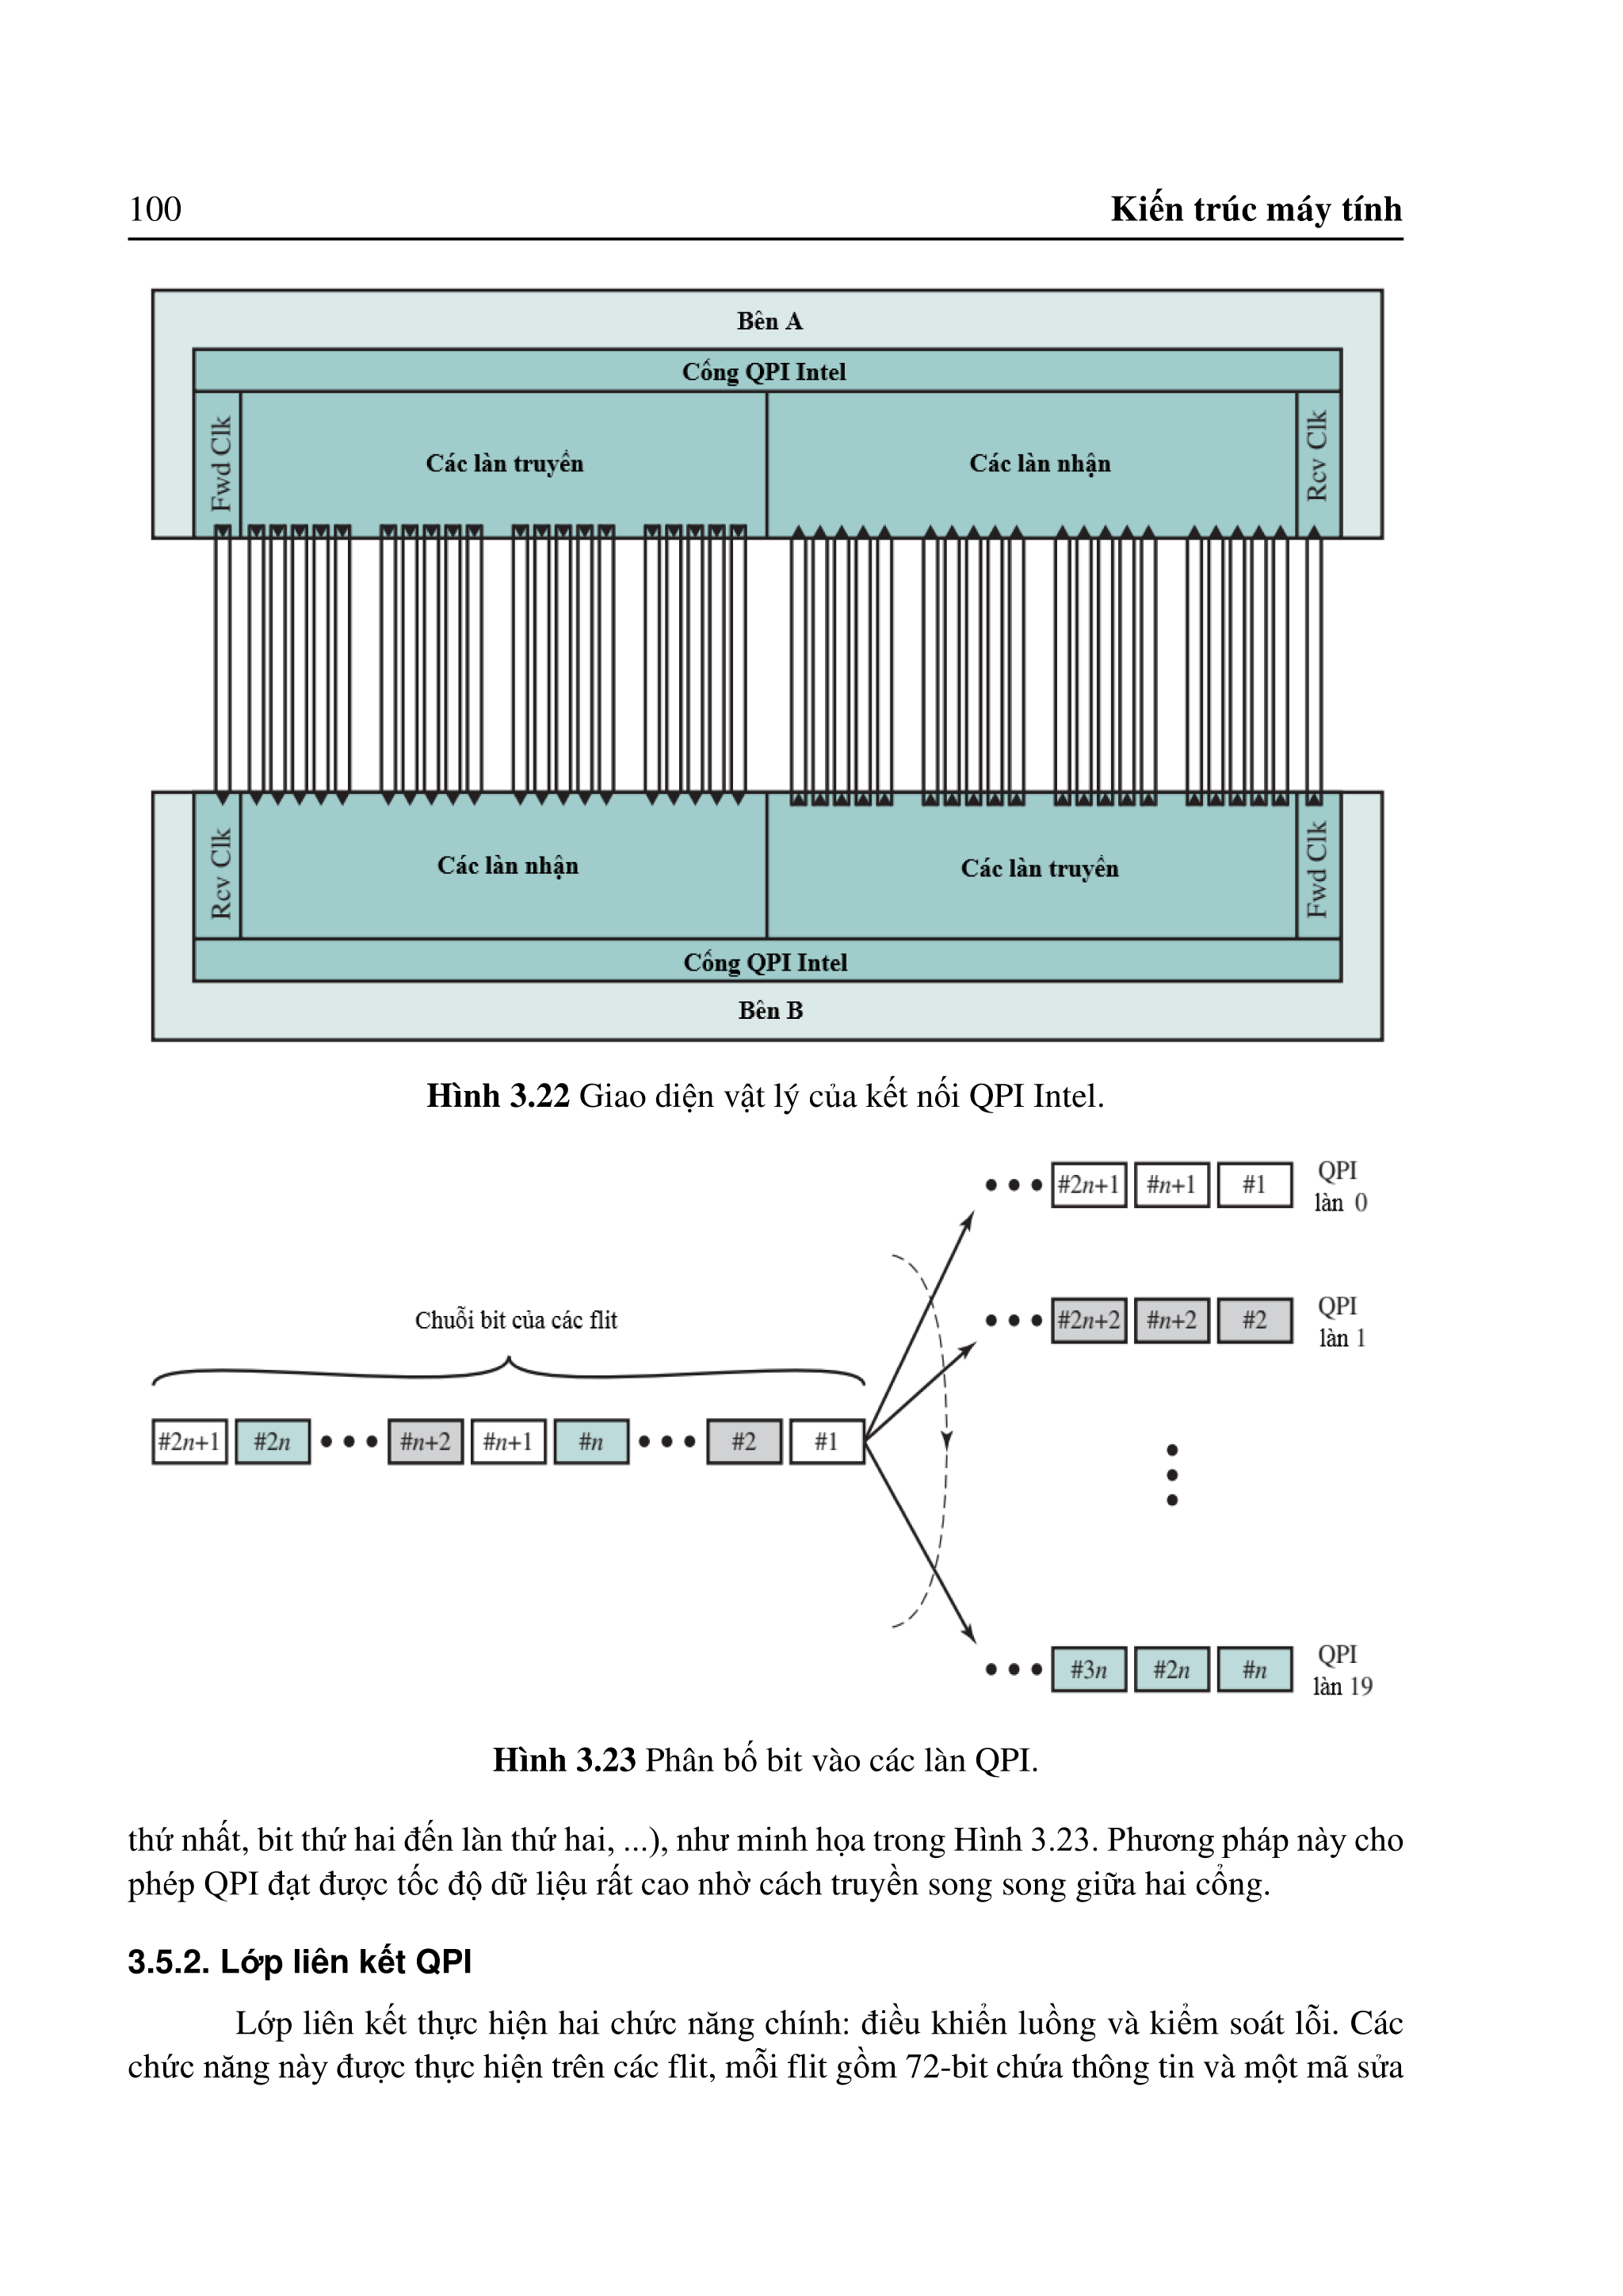 100 Kiến trúc máy tính
Bên A
Cổng QPI Intel
Fwd Clk Các làn truyền Các làn nhận Rcv Clk
Rcv Clk Các làn nhận Các làn truyền Fwd Clk
Cổng QPI Intel
Bên B
Hình 3.22 Giao diện vật lý của kết nối QPI Intel.
#2n+1 #n+1 #1 QPI
làn 0
Chuỗi bit của các flit
#2n+2 #n+2 #2 QPI
làn 1
#2n+1 #2n #n+2 #n+1 #n #2 #1
#3n #2n #n QPI
làn 19
Hình 3.23 Phân bố bit vào các làn QPI.
thứ nhất, bit thứ hai đến làn thứ hai, ...), như minh họa trong Hình 3.23. Phương pháp này cho
phép QPI đạt được tốc độ dữ liệu rất cao nhờ cách truyền song song giữa hai cổng.
3.5.2. Lớp liên kết QPI
Lớp liên kết thực hiện hai chức năng chính: điều khiển luồng và kiểm soát lỗi. Các
chức năng này được thực hiện trên các flit, mỗi flit gồm 72-bit chứa thông tin và một mã sửa